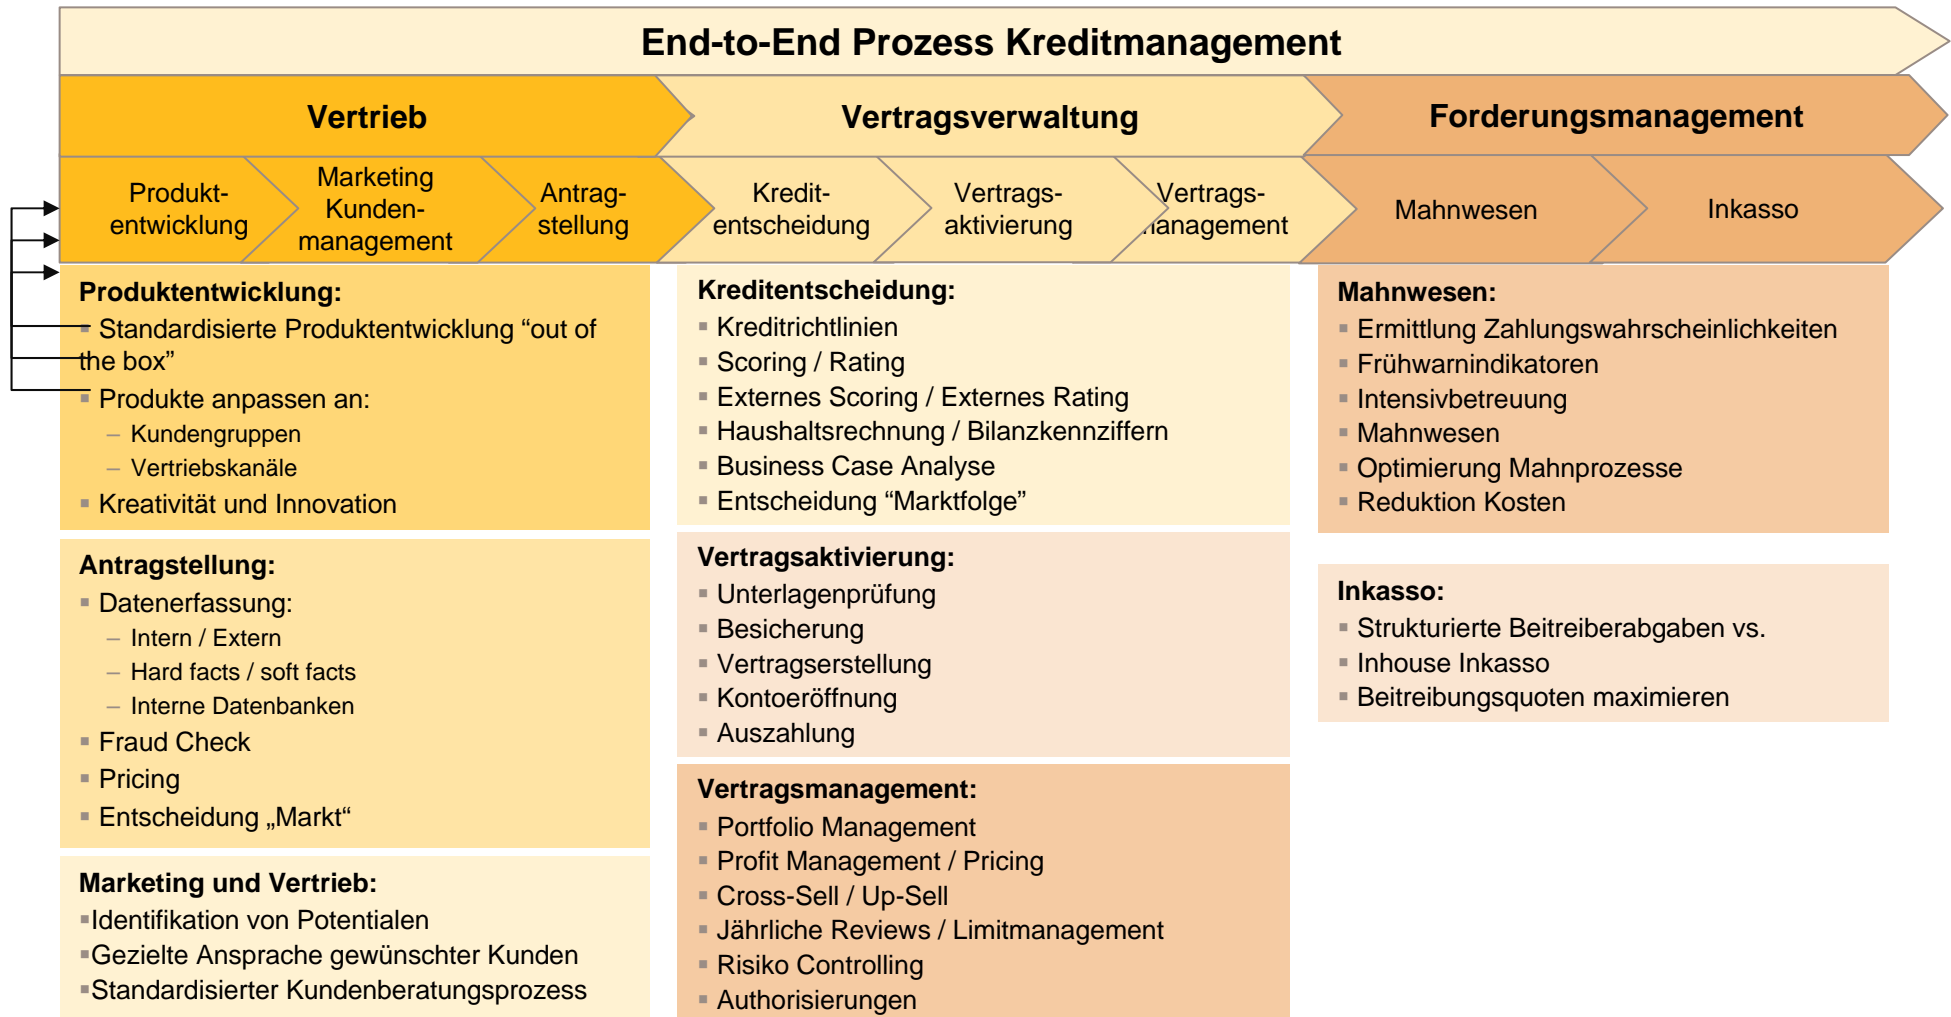 End-to-End Prozess Kreditmanagement
Vertrieb
Vertragsverwaltung
Forderungsmanagement
Produkt-
entwicklung
Marketing
Kunden-
management
Antrag-
stellung
Kredit-
entscheidung
Vertrags-
aktivierung
Vertrags-
management
Mahnwesen
Inkasso
Produktentwicklung:
▪ Standardisierte Produktentwicklung “out of
the box”
▪ Produkte anpassen an:
– Kundengruppen
– Vertriebskanäle
▪ Kreativität und Innovation
Antragstellung:
▪ Datenerfassung:
– Intern / Extern
– Hard facts / soft facts
– Interne Datenbanken
▪ Fraud Check
▪ Pricing
▪ Entscheidung „Markt“
Marketing und Vertrieb:
▪Identifikation von Potentialen
▪Gezielte Ansprache gewünschter Kunden
▪Standardisierter Kundenberatungsprozess
Kreditentscheidung:
▪ Kreditrichtlinien
▪ Scoring / Rating
▪ Externes Scoring / Externes Rating
▪ Haushaltsrechnung / Bilanzkennziffern
▪ Business Case Analyse
▪ Entscheidung “Marktfolge”
Vertragsaktivierung:
▪ Unterlagenprüfung
▪ Besicherung
▪ Vertragserstellung
▪ Kontoeröffnung
▪ Auszahlung
Vertragsmanagement:
▪ Portfolio Management
▪ Profit Management / Pricing
▪ Cross-Sell / Up-Sell
▪ Jährliche Reviews / Limitmanagement
▪ Risiko Controlling
▪ Authorisierungen
Mahnwesen:
▪ Ermittlung Zahlungswahrscheinlichkeiten
▪ Frühwarnindikatoren
▪ Intensivbetreuung
▪ Mahnwesen
▪ Optimierung Mahnprozesse
▪ Reduktion Kosten
Inkasso:
▪ Strukturierte Beitreiberabgaben vs.
▪ Inhouse Inkasso
▪ Beitreibungsquoten maximieren